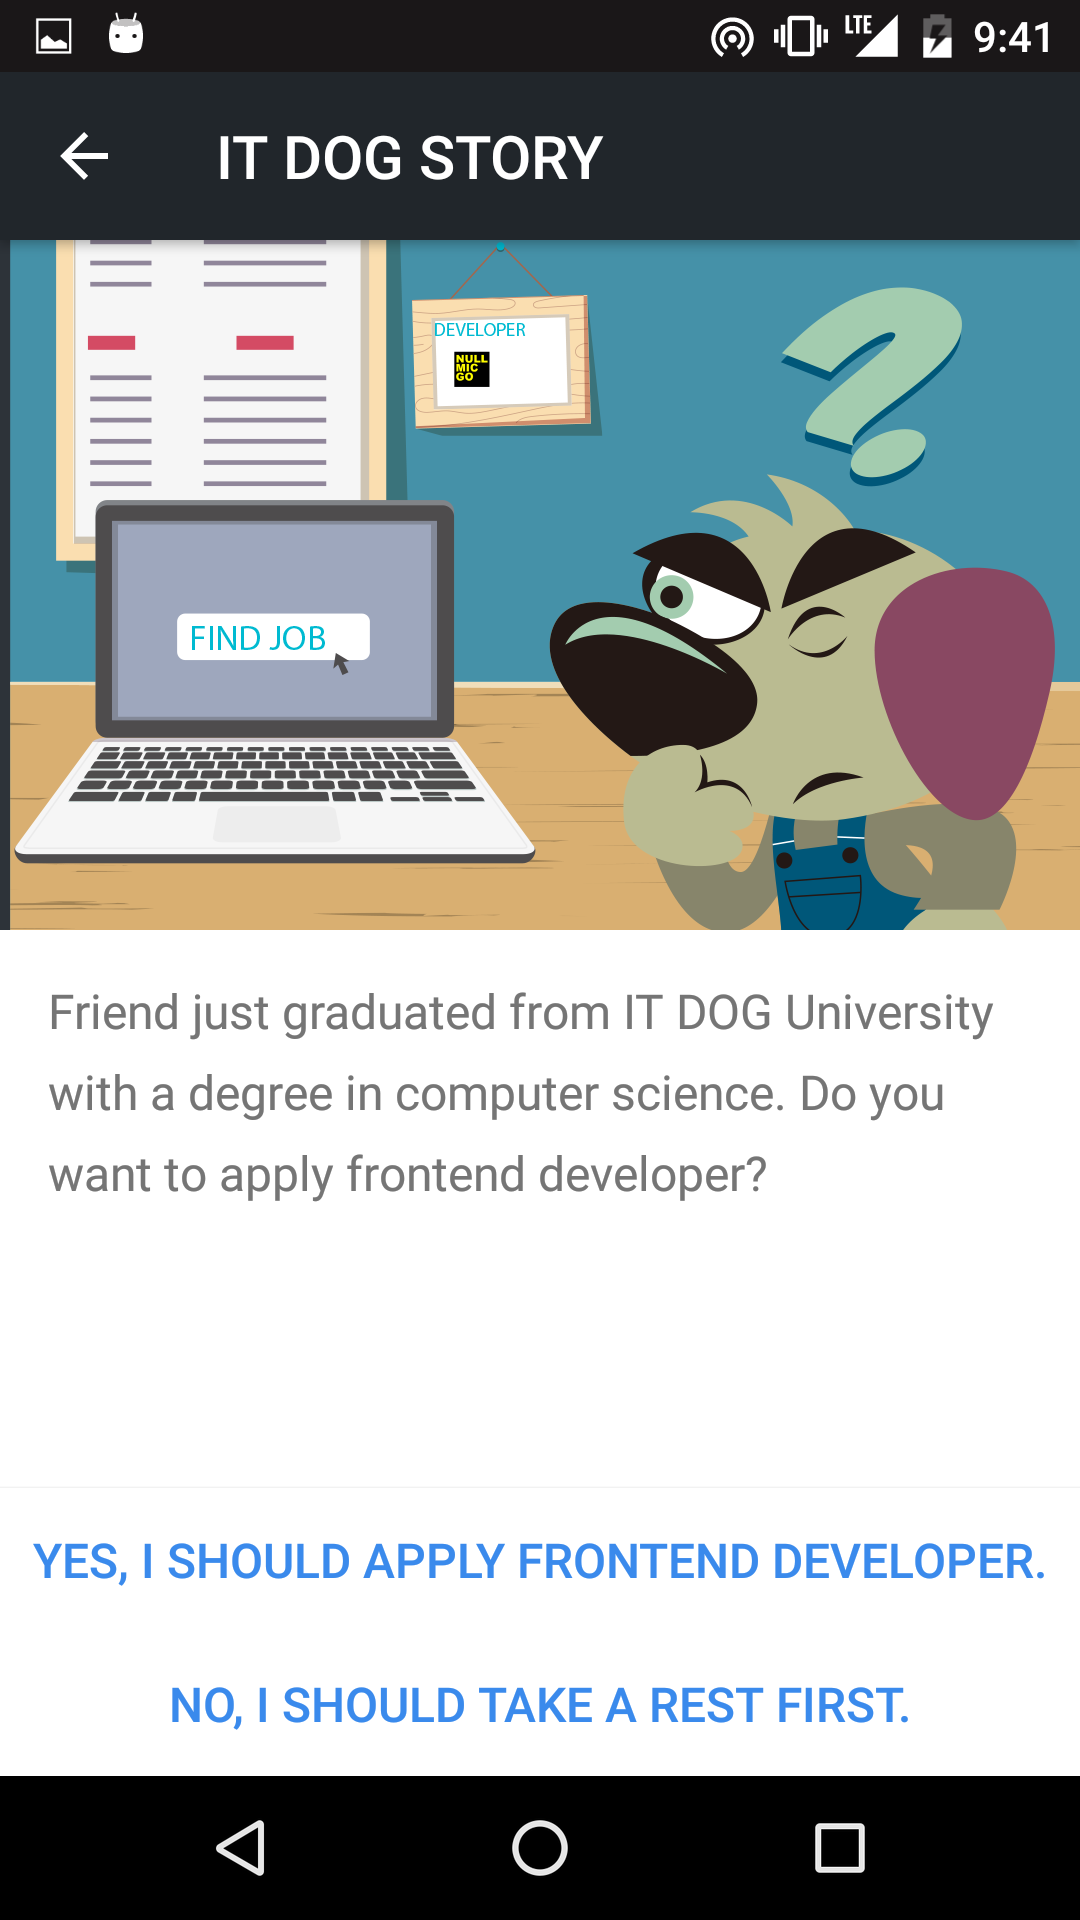 LTE 9:41
IT DOG STORY
DEVELOPER
NULL
MIC
GO
FIND JOB
Friend just graduated from IT DOG University
with a degree in computer science. Do you
want to apply frontend developer?
YES, I SHOULD APPLY FRONTEND DEVELOPER.
NO, I SHOULD TAKE A REST FIRST.